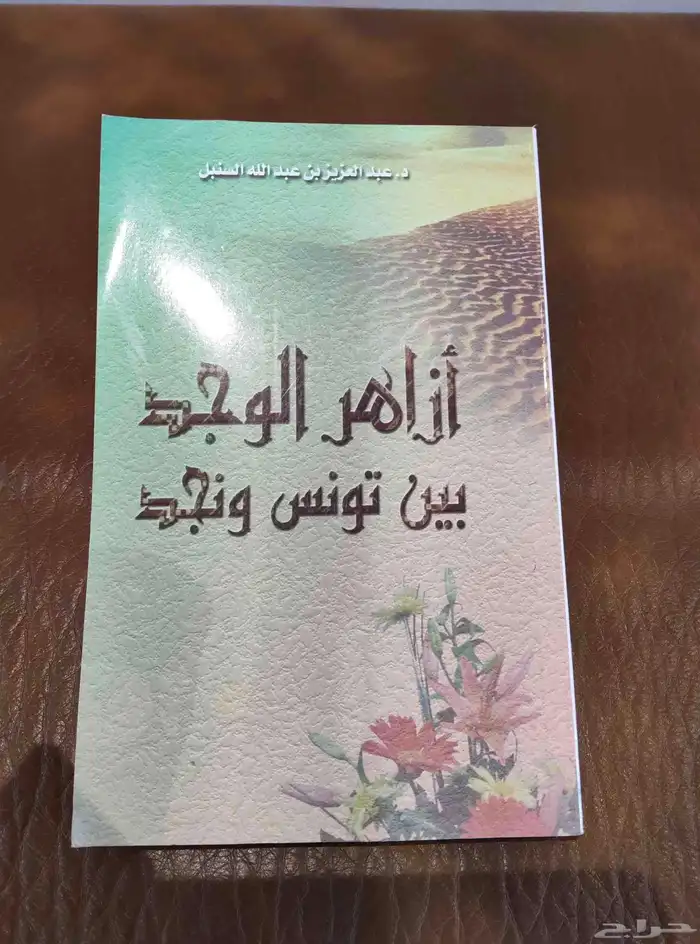 د. عبد العزيز بن عبد الله السنبل
أزاهر الوجد
بين تونس ونجد
حراج